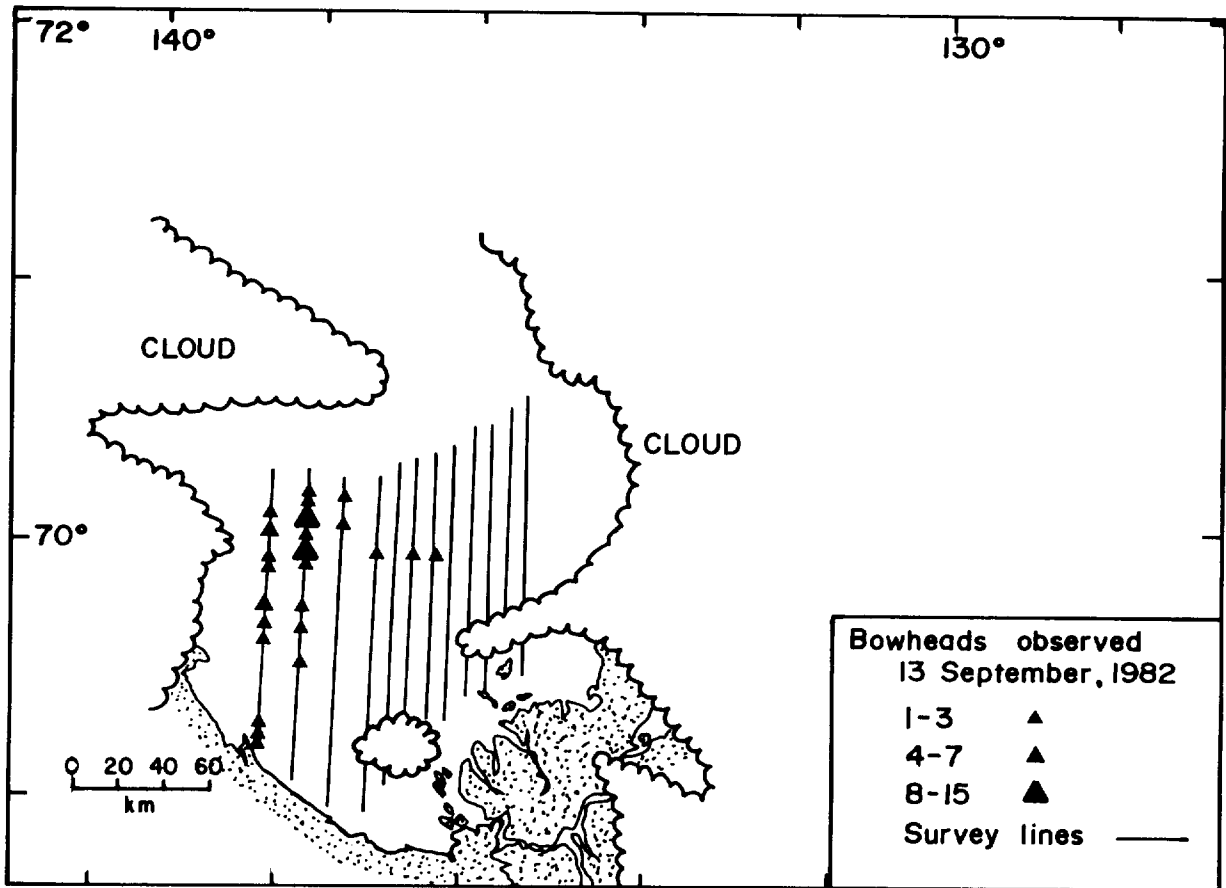 72° 140° 130°
CLOUD
CLOUD
70°
Bowheads observed
13 September, 1982
1-3
4-7
8-15
Survey lines
0 20 40 60
km